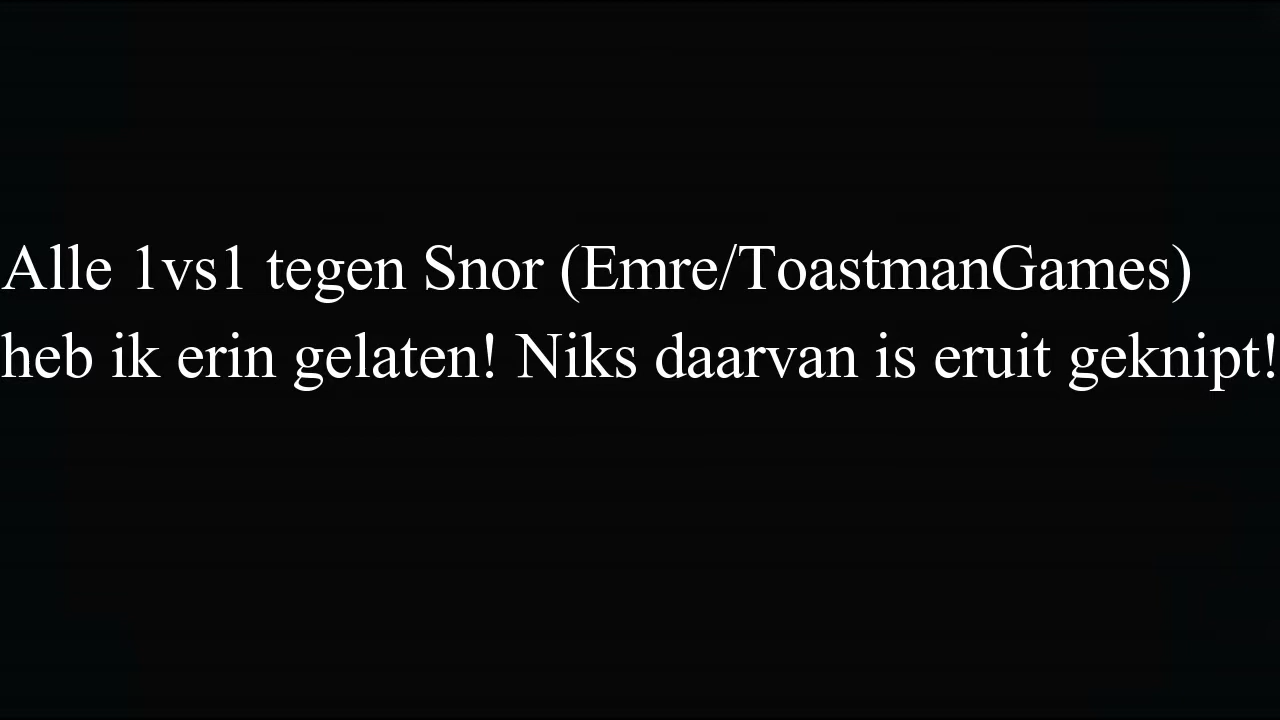 Alle 1vs1 tegen Snor (Emre/ToastmanGames)
heb ik erin gelaten! Niks daarvan is eruit geknipt!